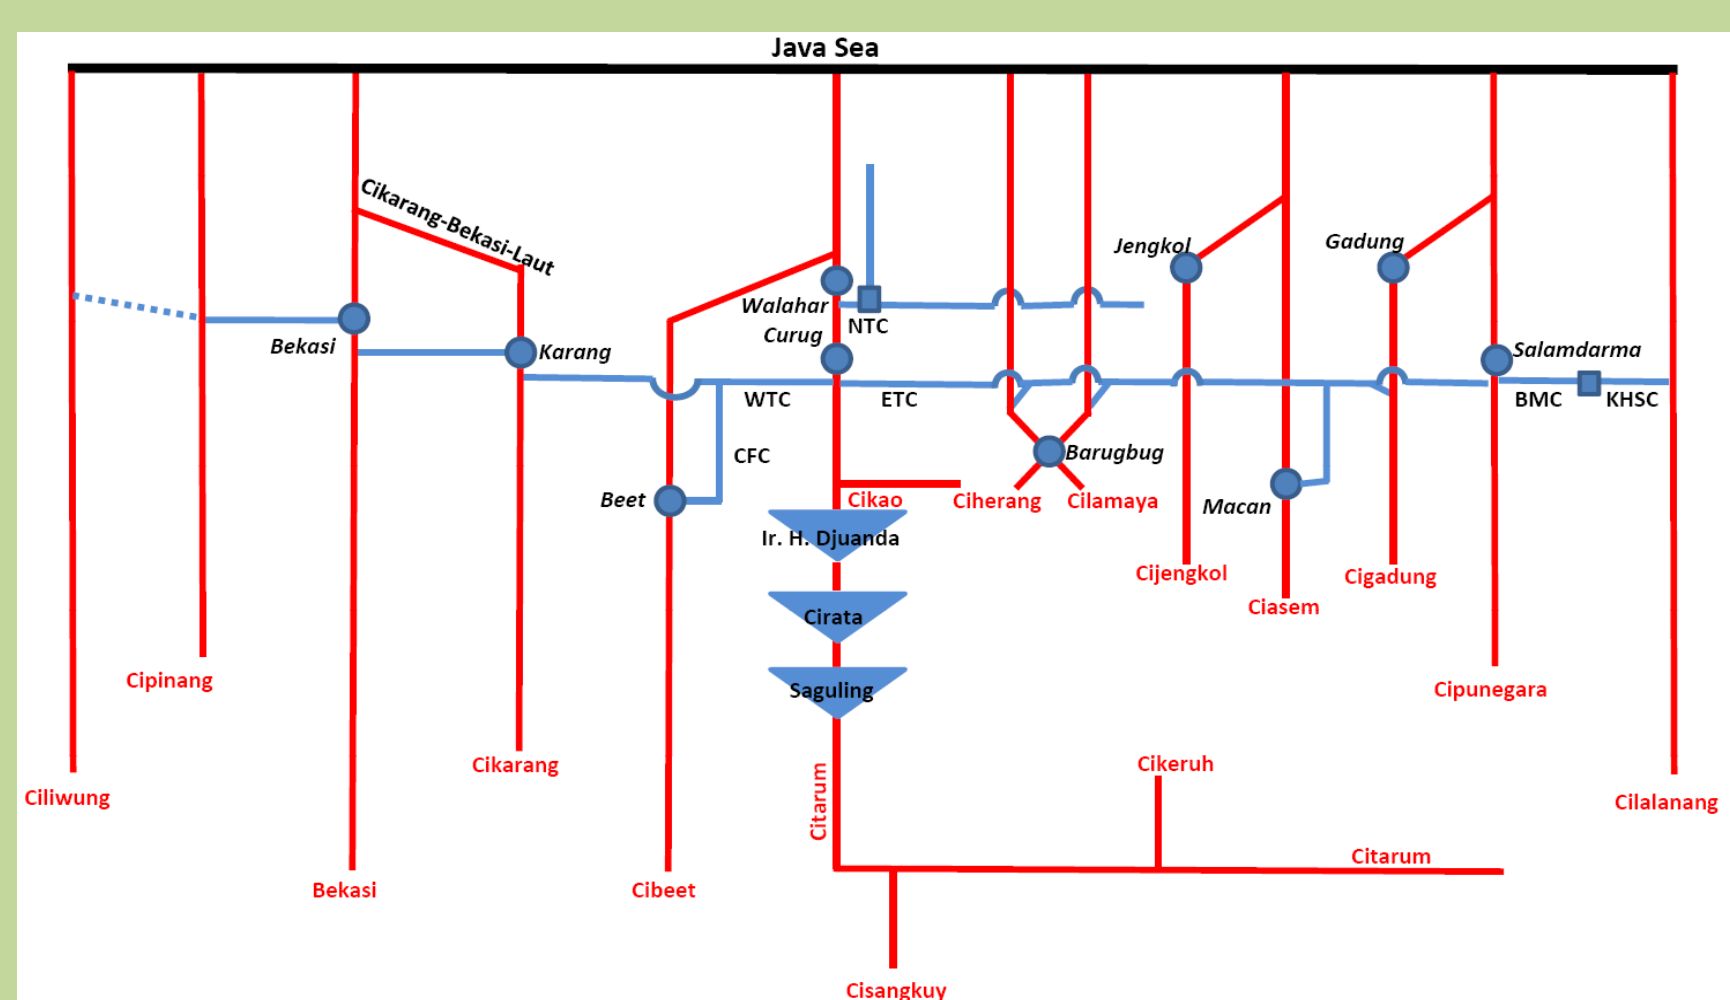 Java Sea
Cikarang-Bekasi-Laut
Jengkol
Gadung
Walahar
NTC
Curug
Bekasi
Karang
Salamdarma
WTC
ETC
BMC
KHSC
CFC
Barugbug
Beet
Cikao
Ciherang
Cilamaya
Macan
Ir. H. Djuanda
Cijengkol
Cigadung
Ciasem
Cirata
Cipinang
Saguling
Cipunegara
Cikarang
Cikeruh
Ciliwung
Citarum
Cilalanang
Citarum
Bekasi
Cibeet
Cisangkuy